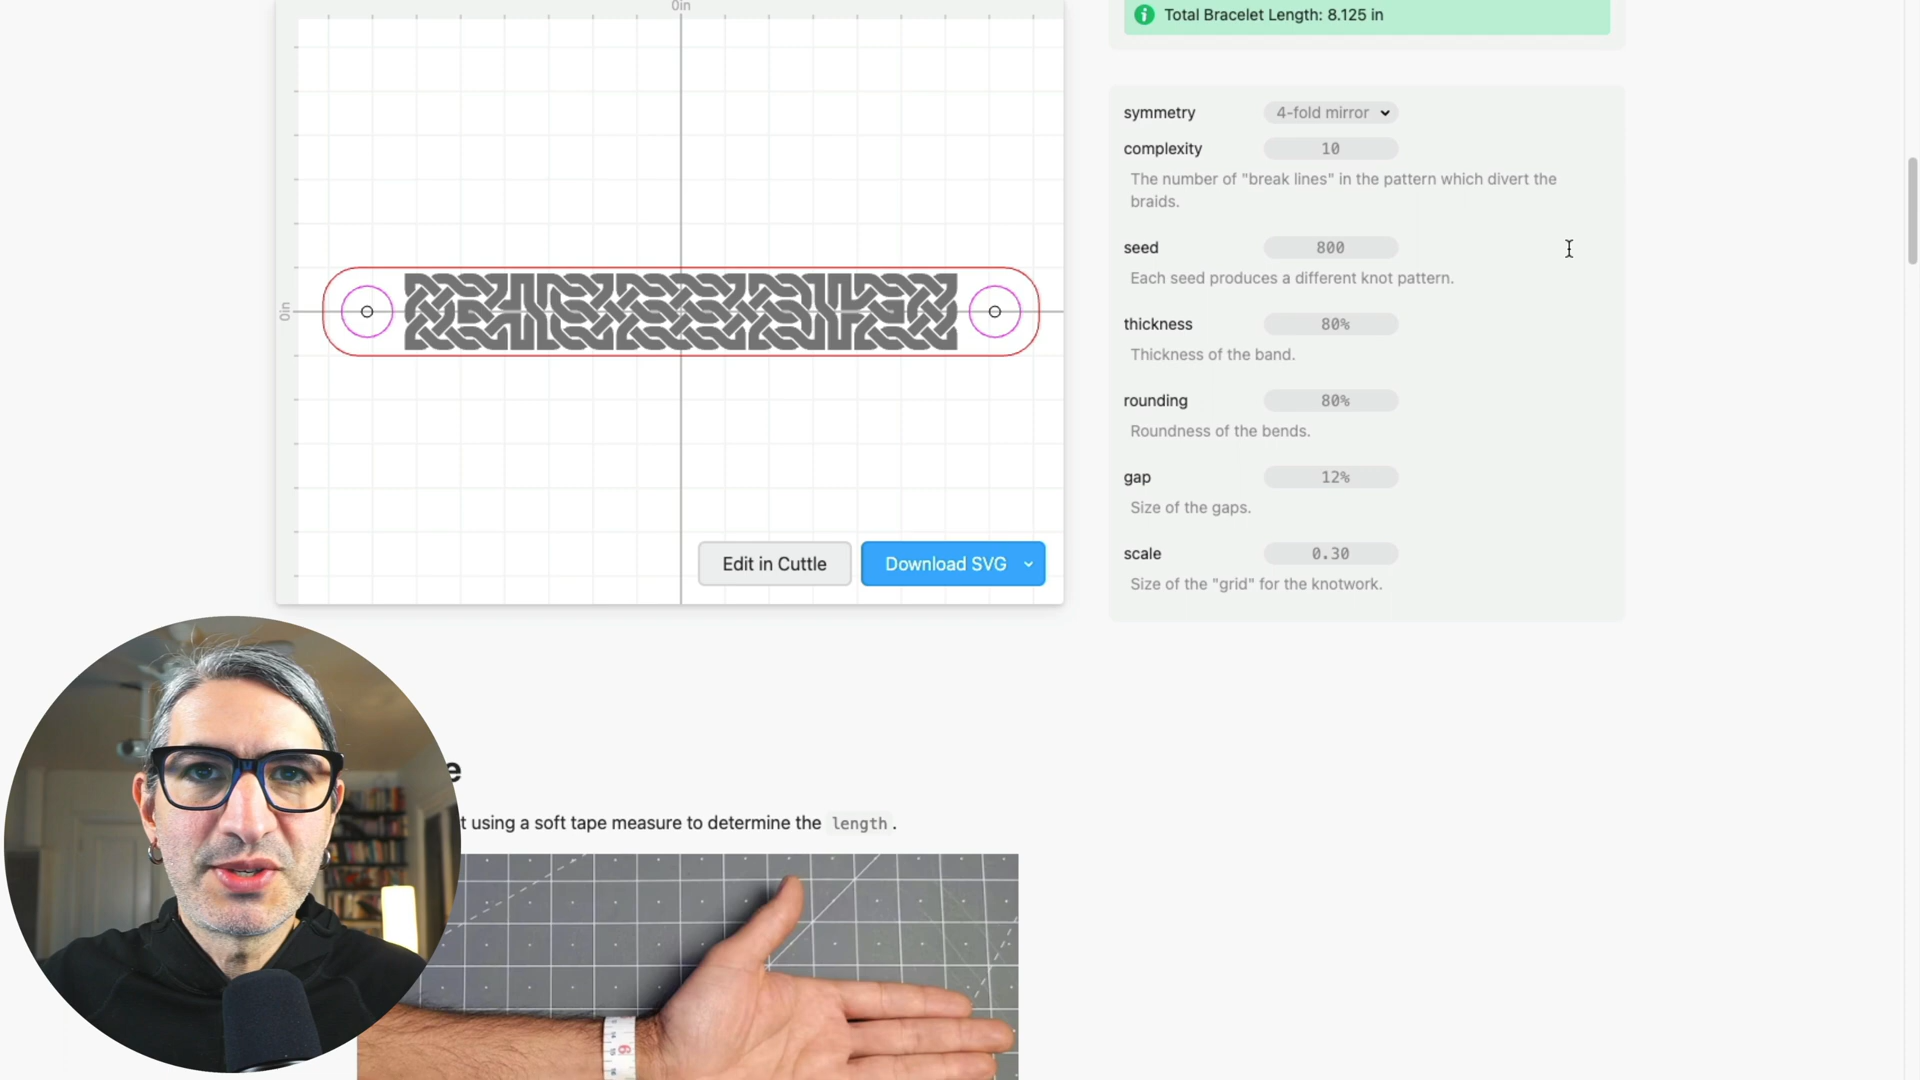 0in
Total Bracelet Length: 8.125 in
symmetry 4-fold mirror
complexity 10
The number of "break lines" in the pattern which divert the
braids.
seed 800
Each seed produces a different knot pattern.
thickness 80%
Thickness of the band.
rounding 80%
Roundness of the bends.
gap 12%
Size of the gaps.
scale 0.30
Size of the "grid" for the knotwork.
0in
Edit in Cuttle
Download SVG
e
t using a soft tape measure to determine the length.
6